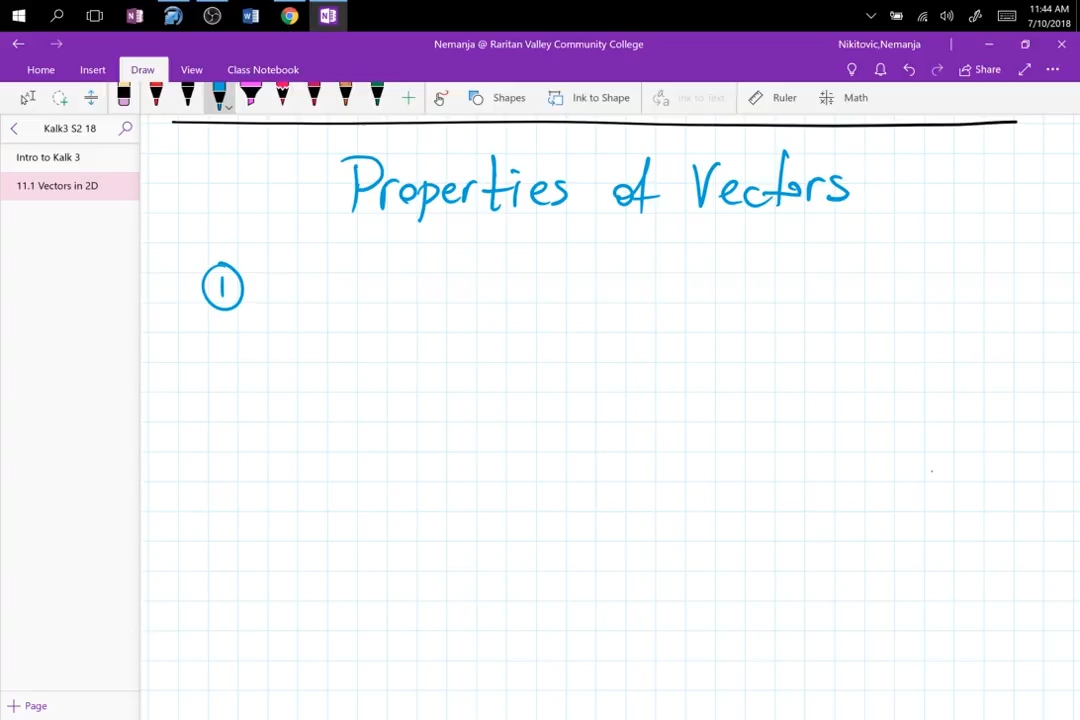 11:44 AM
7/10/2018
Nemanja @ Raritan Valley Community College
Nikitovic,Nemanja
Home Insert Draw View Class Notebook
Share
Shapes Ink to Shape Ink to Text Ruler Math
Kalk3 S2 18
Intro to Kalk 3
11.1 Vectors in 2D
Properties of Vectors
1
Page